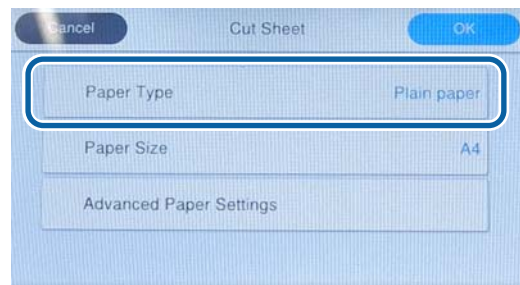 Cancel Cut Sheet OK
Paper Type Plain paper
Paper Size A4
Advanced Paper Settings